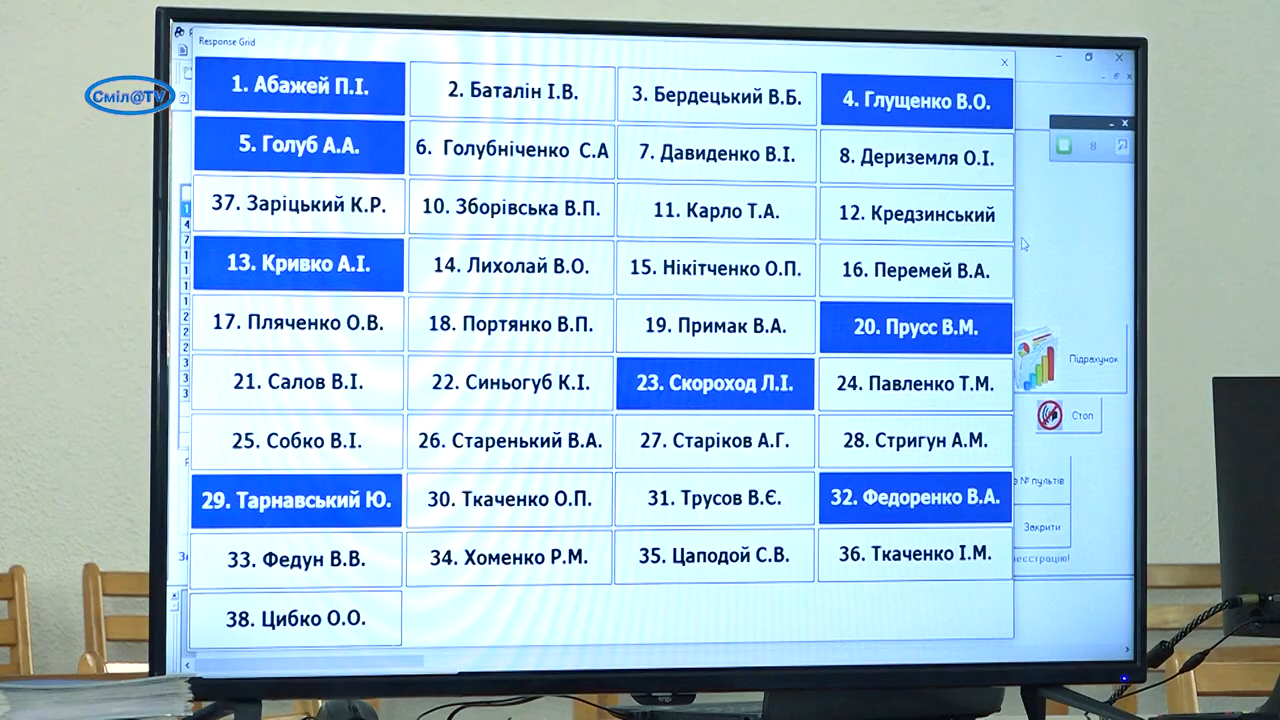 Сміл@TV
Response Grid
1. Абажей П.І.
2. Баталін І.В.
3. Бердецький В.Б.
4. Глущенко В.О.
5. Голуб А.А.
6. Голубніченко С.А
7. Давиденко В.І.
8. Дериземля О.І.
8
37. Заріцький К.Р.
10. Зборівська В.П.
11. Карло Т.А.
12. Кредзинський
13. Кривко А.І.
14. Лихолай В.О.
15. Нікітченко О.П.
16. Перемей В.А.
17. Пляченко О.В.
18. Портянко В.П.
19. Примак В.А.
20. Прусс В.М.
Підрахунок
21. Салов В.І.
22. Синьогуб К.І.
23. Скороход Л.І.
24. Павленко Т.М.
Стоп
25. Собко В.І.
26. Старенький В.А.
27. Старіков А.Г.
28. Стригун А.М.
29. Тарнавський Ю.
30. Ткаченко О.П.
31. Трусов В.Є.
32. Федоренко В.А.
№ пультів
Закрити
33. Федун В.В.
34. Хоменко Р.М.
35. Цаподой С.В.
36. Ткаченко І.М.
38. Цибко О.О.